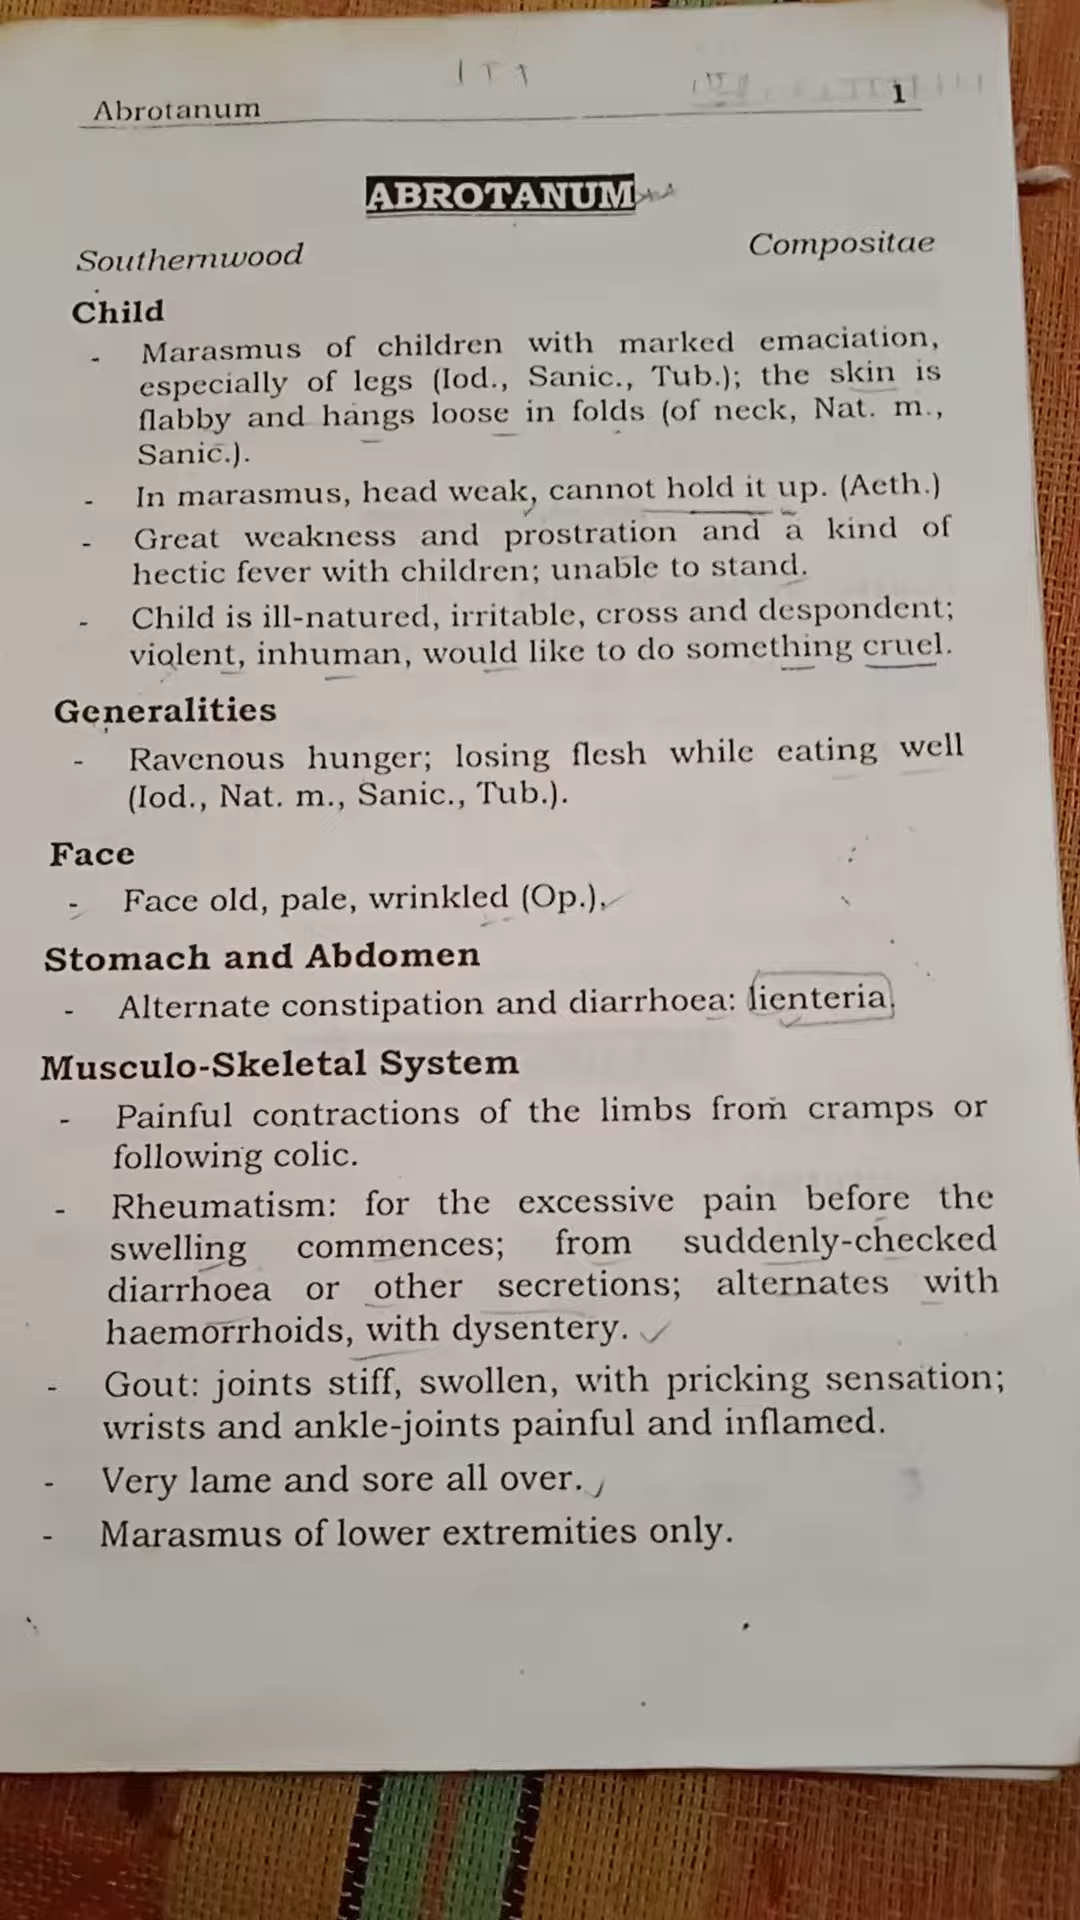 Abrotanum 1
ABROTANUM
Southernwood Compositae
Child
- Marasmus of children with marked emaciation,
especially of legs (Iod., Sanic., Tub.); the skin is
flabby and hangs loose in folds (of neck, Nat. m.,
Sanic.).
- In marasmus, head weak, cannot hold it up. (Aeth.)
- Great weakness and prostration and a kind of
hectic fever with children; unable to stand.
- Child is ill-natured, irritable, cross and despondent;
violent, inhuman, would like to do something cruel.
Generalities
- Ravenous hunger; losing flesh while eating well
(Iod., Nat. m., Sanic., Tub.).
Face
- Face old, pale, wrinkled (Op.).
Stomach and Abdomen
- Alternate constipation and diarrhoea: lienteria.
Musculo-Skeletal System
- Painful contractions of the limbs from cramps or
following colic.
- Rheumatism: for the excessive pain before the
swelling commences; from suddenly-checked
diarrhoea or other secretions; alternates with
haemorrhoids, with dysentery.
- Gout: joints stiff, swollen, with pricking sensation;
wrists and ankle-joints painful and inflamed.
- Very lame and sore all over.
- Marasmus of lower extremities only.